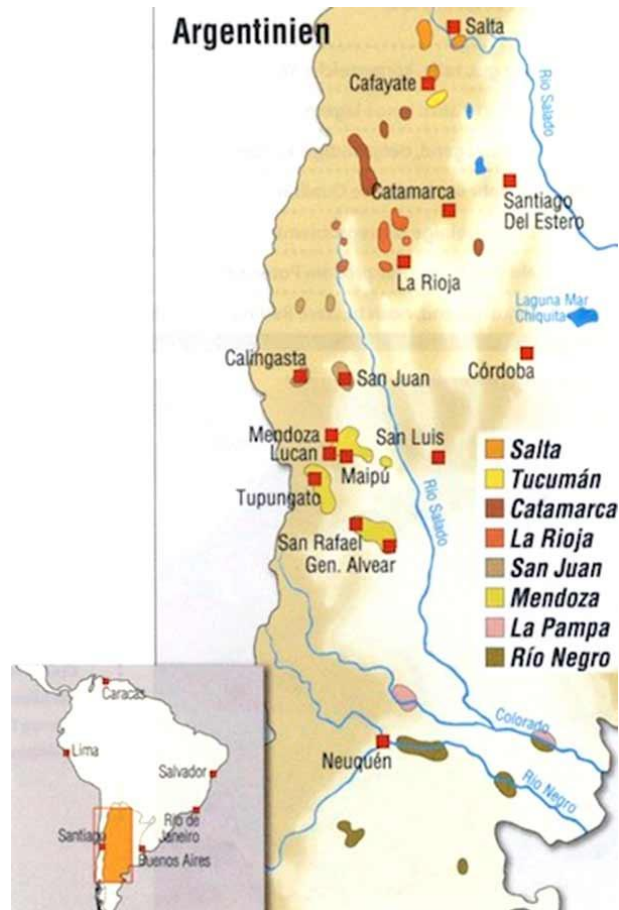 Argentinien
Salta
Cafayate
Rio Salado
Catamarca
Santiago
Del Estero
La Rioja
Laguna Mar
Chiquita
Calingasta
San Juan
Córdoba
Mendoza
Lucan
Maipú
San Luis
Tupungato
Río Salado
San Rafael
Gen. Alvear
Salta
Tucumán
Catamarca
La Rioja
San Juan
Mendoza
La Pampa
Río Negro
Colorado
Neuquén
Río Negro
Caracas
Lima
Salvador
Rio de
Janeiro
Santiago
Buenos Aires